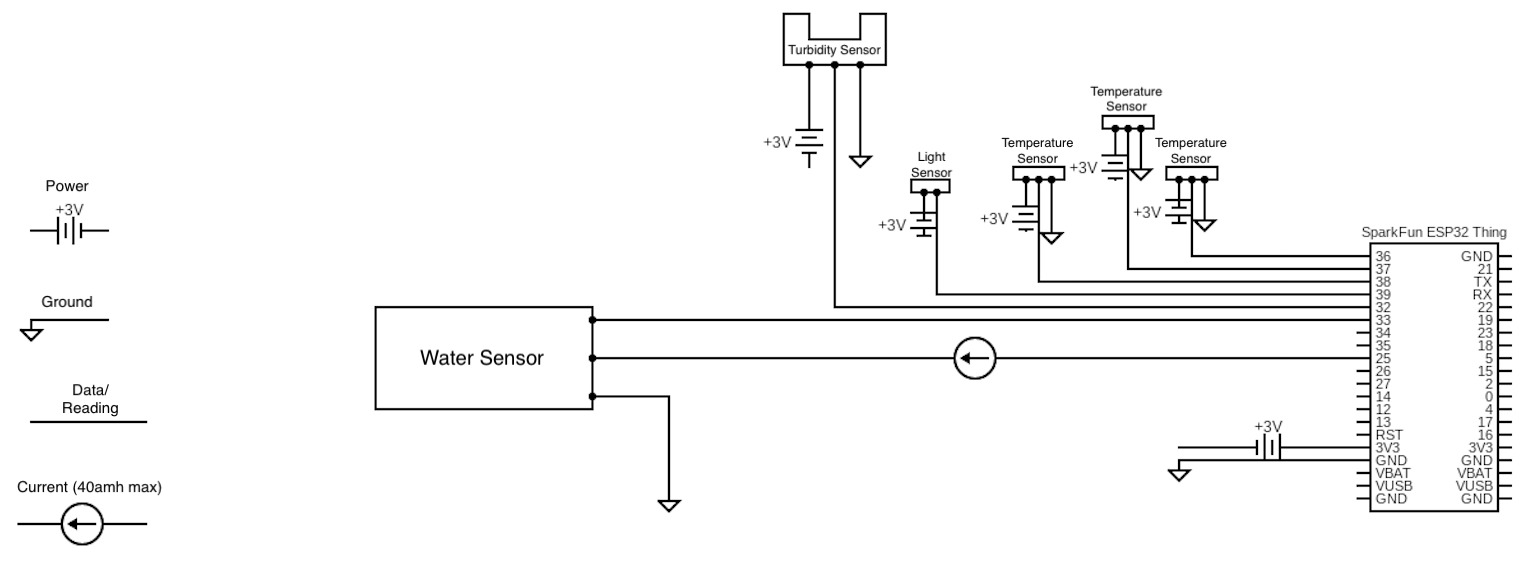 Power
+3V
Ground
Data/
Reading
Current (40amh max)
Turbidity Sensor
+3V
Light
Sensor
+3V
Temperature
Sensor
+3V
Temperature
Sensor
+3V
Temperature
Sensor
+3V
Water Sensor
+3V
SparkFun ESP32 Thing
36 GND
37 21
38 TX
39 RX
32 22
33 19
34 23
35 18
25 5
26 15
27 2
14 0
12 4
13 17
RST 16
3V3 3V3
GND GND
VBAT VBAT
VUSB VUSB
GND GND